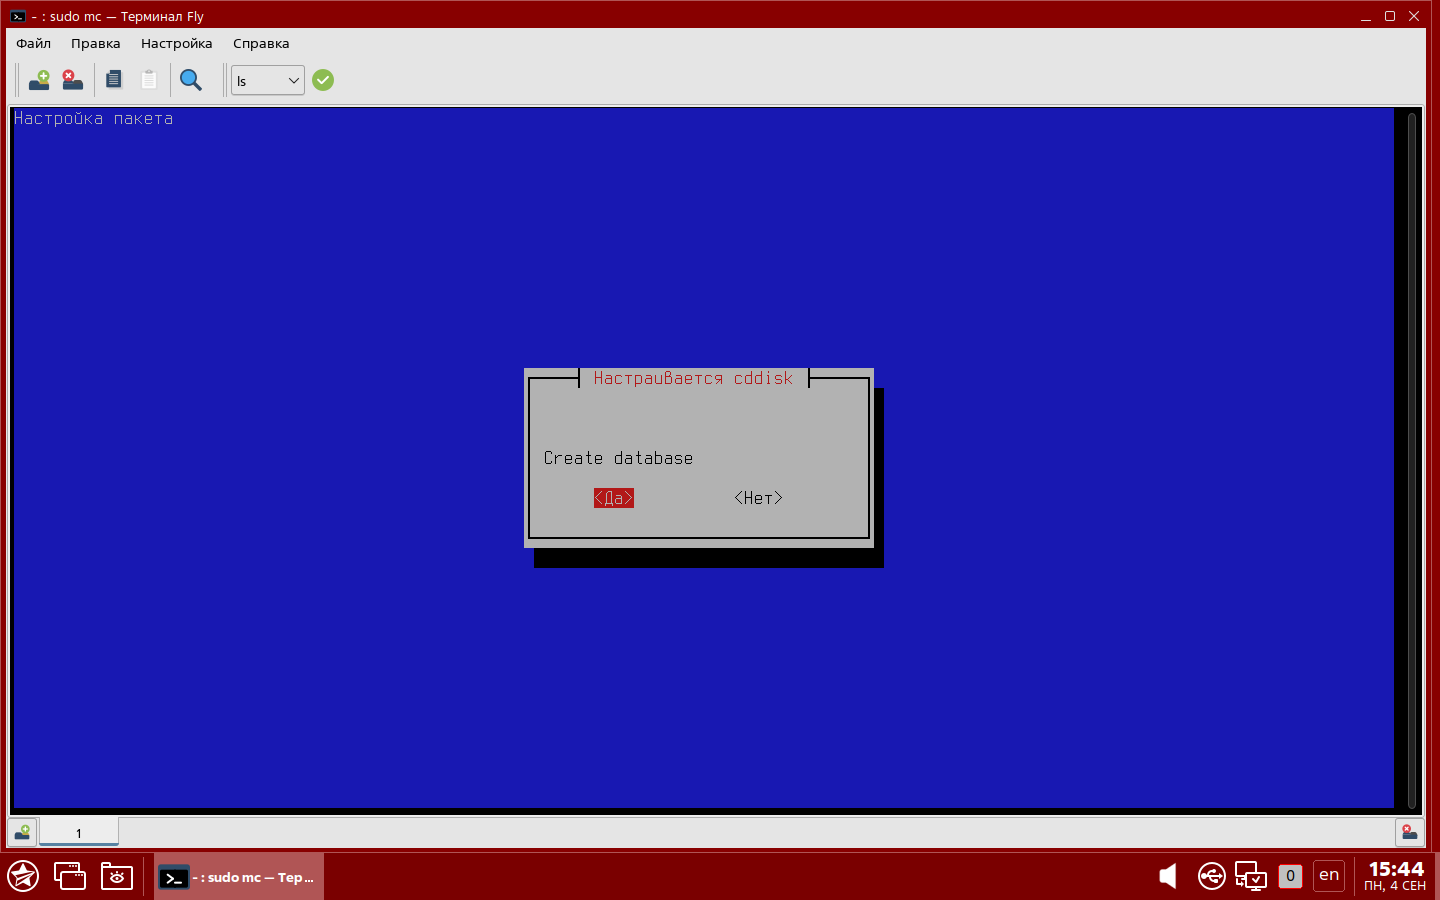 - : sudo mc — Терминал Fly
Файл Правка Настройка Справка
ls
Настройка пакета
Настраивается cddisk
Create database
<Да> <Нет>
1
- : sudo mc — Тер...
0
en
15:44
ПН, 4 СЕН